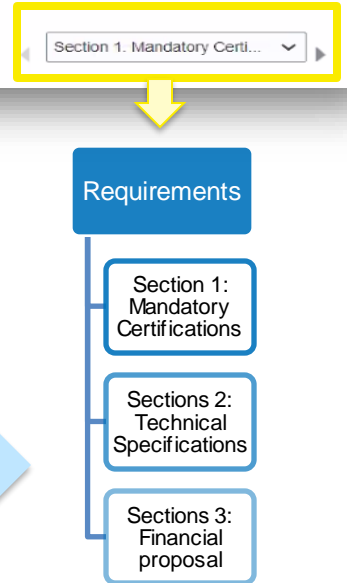 Section 1. Mandatory Certi...
Requirements
Section 1:
Mandatory
Certifications
Sections 2:
Technical
Specifications
Sections 3:
Financial
proposal